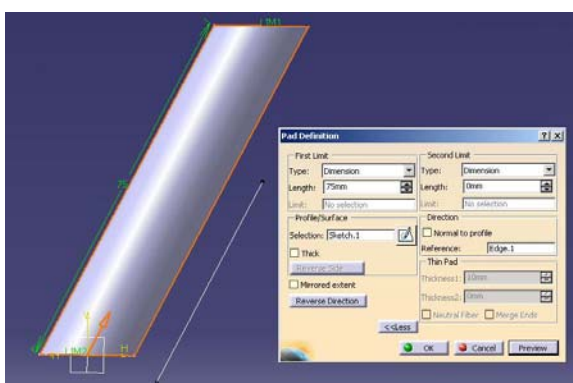 LIM1
75
LIM2
H
Pad Definition
First Limit
Type: Dimension
Length: 75mm
Limit: No selection
Second Limit
Type: Dimension
Length: 0mm
Limit: No selection
Profile/Surface
Selection: Sketch.1
Thick
Reverse Side
Mirrored extent
Reverse Direction
Direction
Normal to profile
Reference: Edge.1
Thin Pad
Thickness1: 10mm
Thickness2: 0mm
Neutral Fiber Merge Ends
<<Less
OK Cancel Preview